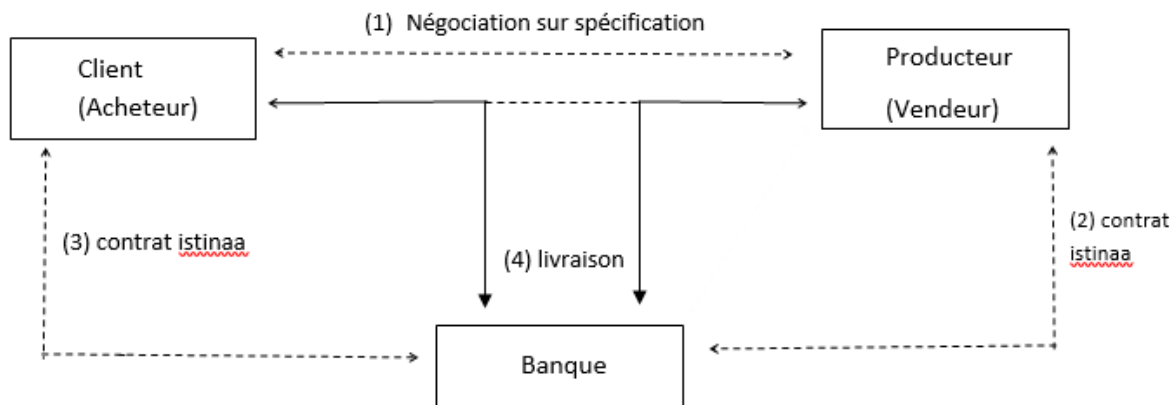 (1) Négociation sur spécification
Client
(Acheteur)
Producteur
(Vendeur)
(3) contrat istinaa
(2) contrat
istinaa
(4) livraison
Banque